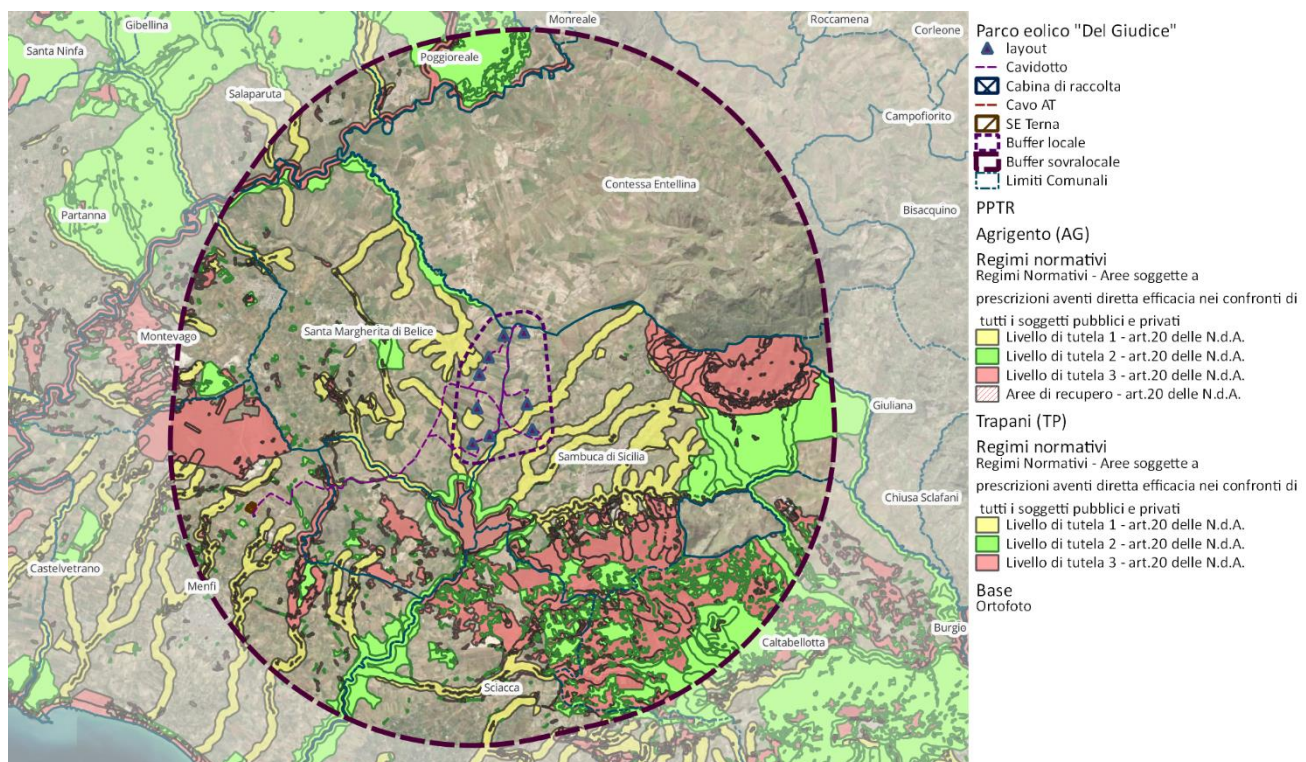 Gibellina
Monreale
Roccamena
Corleone
Santa Ninfa
Poggioreale
Salaparuta
Campofiorito
Contessa Entellina
Bisacquino
Partanna
Montevago
Santa Margherita di Belice
Giuliana
Sambuca di Sicilia
Chiusa Sclafani
Castelvetrano
Menfi
Burgio
Caltabellotta
Sciacca
Parco eolico "Del Giudice"
layout
Cavidotto
Cabina di raccolta
Cavo AT
SE Terna
Buffer locale
Buffer sovralocale
Limiti Comunali
PPTR
Agrigento (AG)
Regimi normativi
Regimi Normativi - Aree soggette a
prescrizioni aventi diretta efficacia nei confronti di
tutti i soggetti pubblici e privati
Livello di tutela 1 - art.20 delle N.d.A.
Livello di tutela 2 - art.20 delle N.d.A.
Livello di tutela 3 - art.20 delle N.d.A.
Aree di recupero - art.20 delle N.d.A.
Trapani (TP)
Regimi normativi
Regimi Normativi - Aree soggette a
prescrizioni aventi diretta efficacia nei confronti di
tutti i soggetti pubblici e privati
Livello di tutela 1 - art.20 delle N.d.A.
Livello di tutela 2 - art.20 delle N.d.A.
Livello di tutela 3 - art.20 delle N.d.A.
Base
Ortofoto